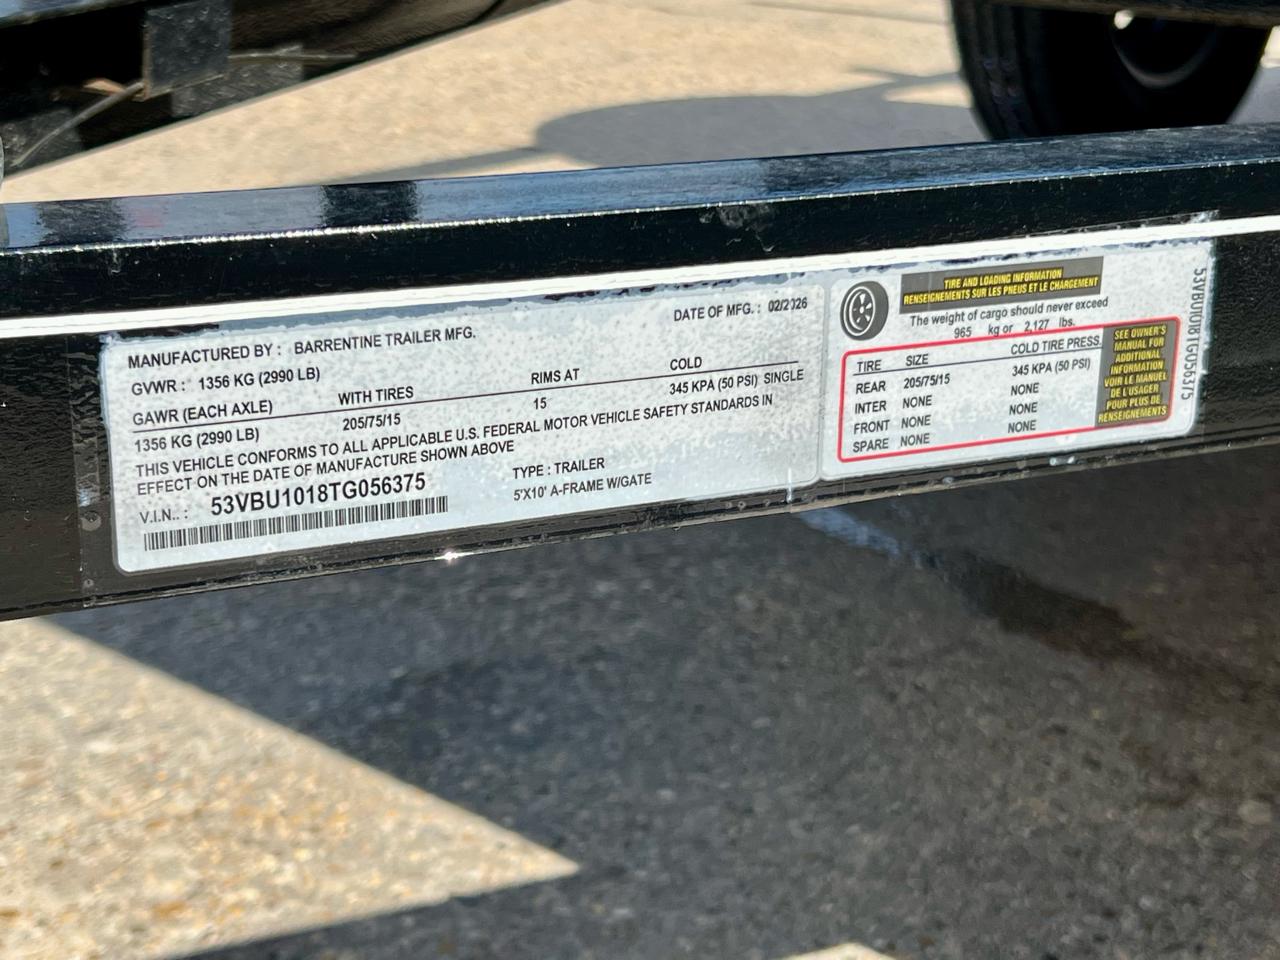 MANUFACTURED BY : BARRENTINE TRAILER MFG.
DATE OF MFG. : 02/2026
GVWR : 1356 KG (2990 LB)
GAWR (EACH AXLE) WITH TIRES RIMS AT COLD
1356 KG (2990 LB) 205/75/15 15 345 KPA (50 PSI) SINGLE
THIS VEHICLE CONFORMS TO ALL APPLICABLE U.S. FEDERAL MOTOR VEHICLE SAFETY STANDARDS IN
EFFECT ON THE DATE OF MANUFACTURE SHOWN ABOVE
V.I.N.. : 53VBU1018TG056375
TYPE : TRAILER
5'X10' A-FRAME W/GATE
TIRE AND LOADING INFORMATION
RENSEIGNEMENTS SUR LES PNEUS ET LE CHARGEMENT
The weight of cargo should never exceed
965 kg or 2,127 lbs.
TIRE SIZE COLD TIRE PRESS.
REAR 205/75/15 345 KPA (50 PSI)
INTER NONE NONE
FRONT NONE NONE
SPARE NONE NONE
SEE OWNER'S
MANUAL FOR
ADDITIONAL
INFORMATION
VOIR LE MANUEL
DE L'USAGER
POUR PLUS DE
RENSEIGNEMENTS
53VBU1018TG056375